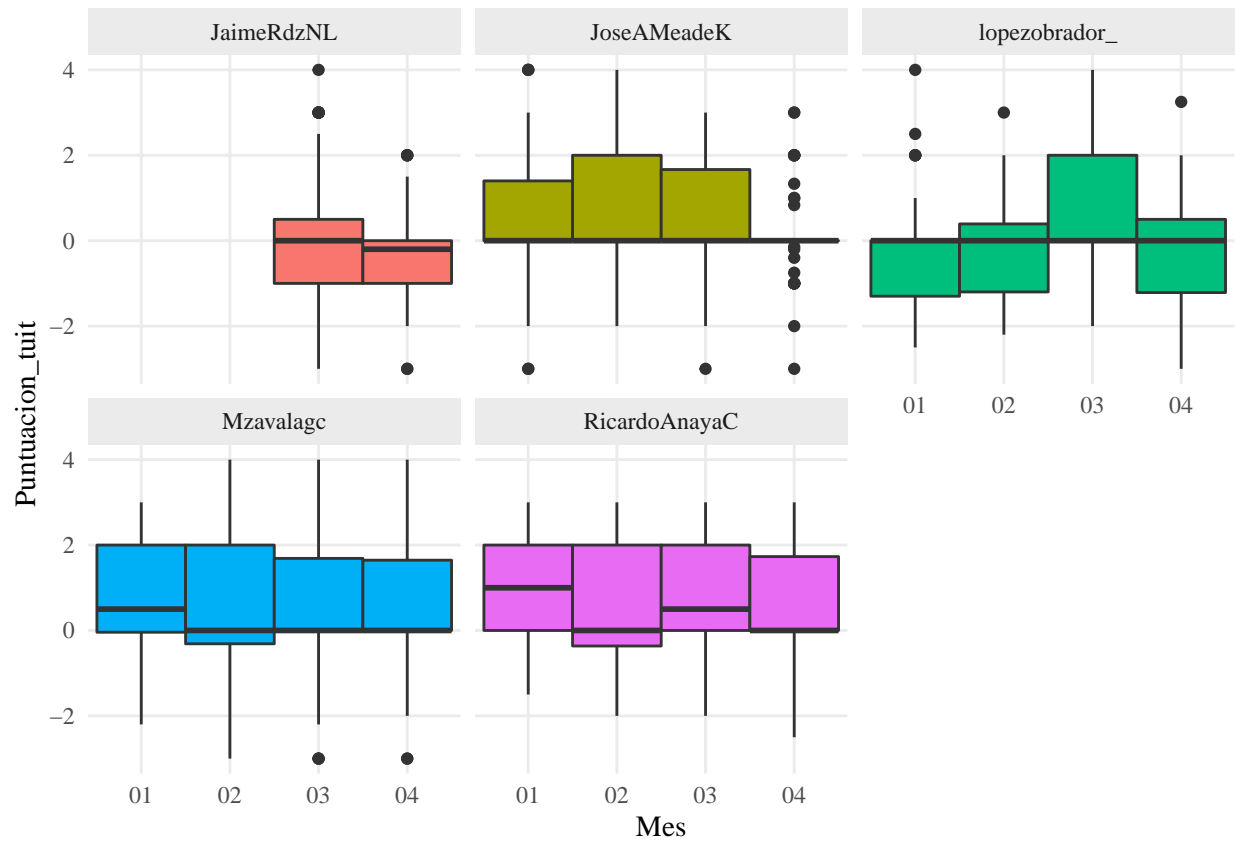 JaimeRdzNL
JoseAMeadeK
lopezobrador_
4
2
0
−2
01 02 03 04
Mzavalagc
RicardoAnayaC
4
2
0
−2
01 02 03 04
01 02 03 04
Mes
Puntuacion_tuit